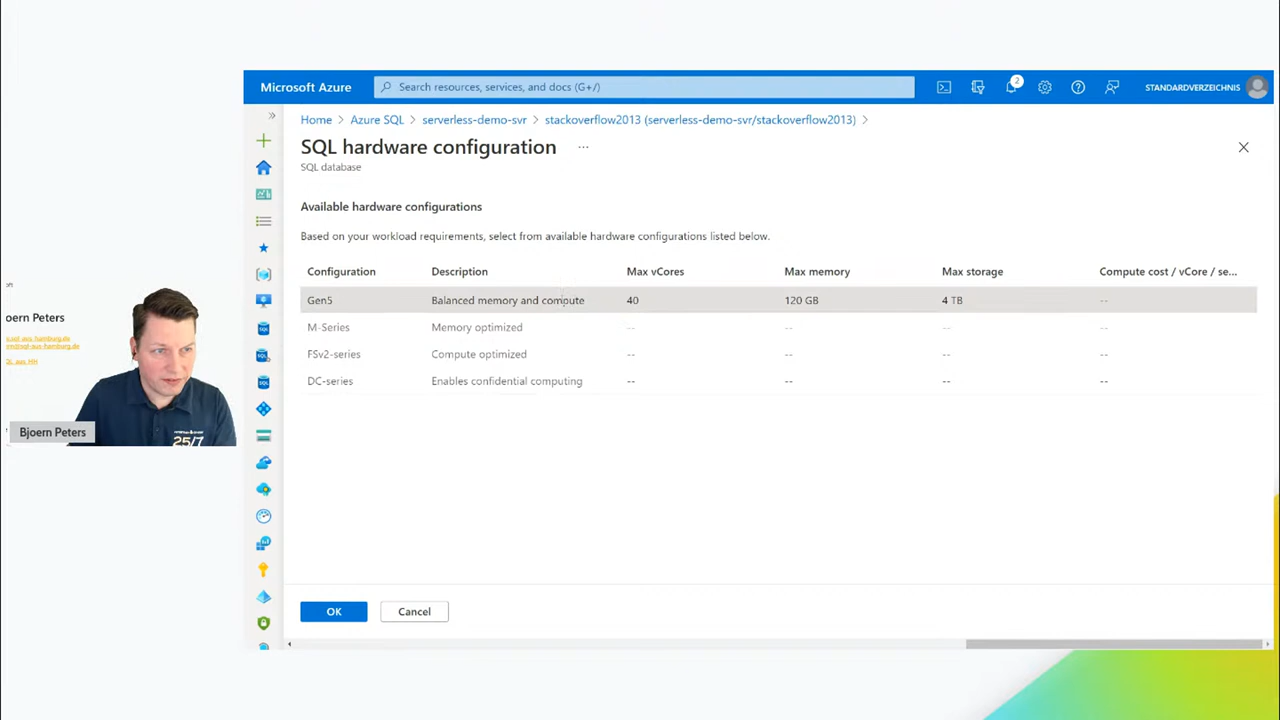 Microsoft Azure
Search resources, services, and docs (G+/)
2
STANDARDVERZEICHNIS
Home > Azure SQL > serverless-demo-svr > stackoverflow2013 (serverless-demo-svr/stackoverflow2013) >
SQL hardware configuration ...
SQL database
Available hardware configurations
Based on your workload requirements, select from available hardware configurations listed below.
Configuration Description Max vCores Max memory Max storage Compute cost / vCore / se...
Gen5 Balanced memory and compute 40 120 GB 4 TB --
M-Series Memory optimized -- -- -- --
FSv2-series Compute optimized -- -- -- --
DC-series Enables confidential computing -- -- -- --
OK Cancel
oern Peters
25/7
Bjoern Peters